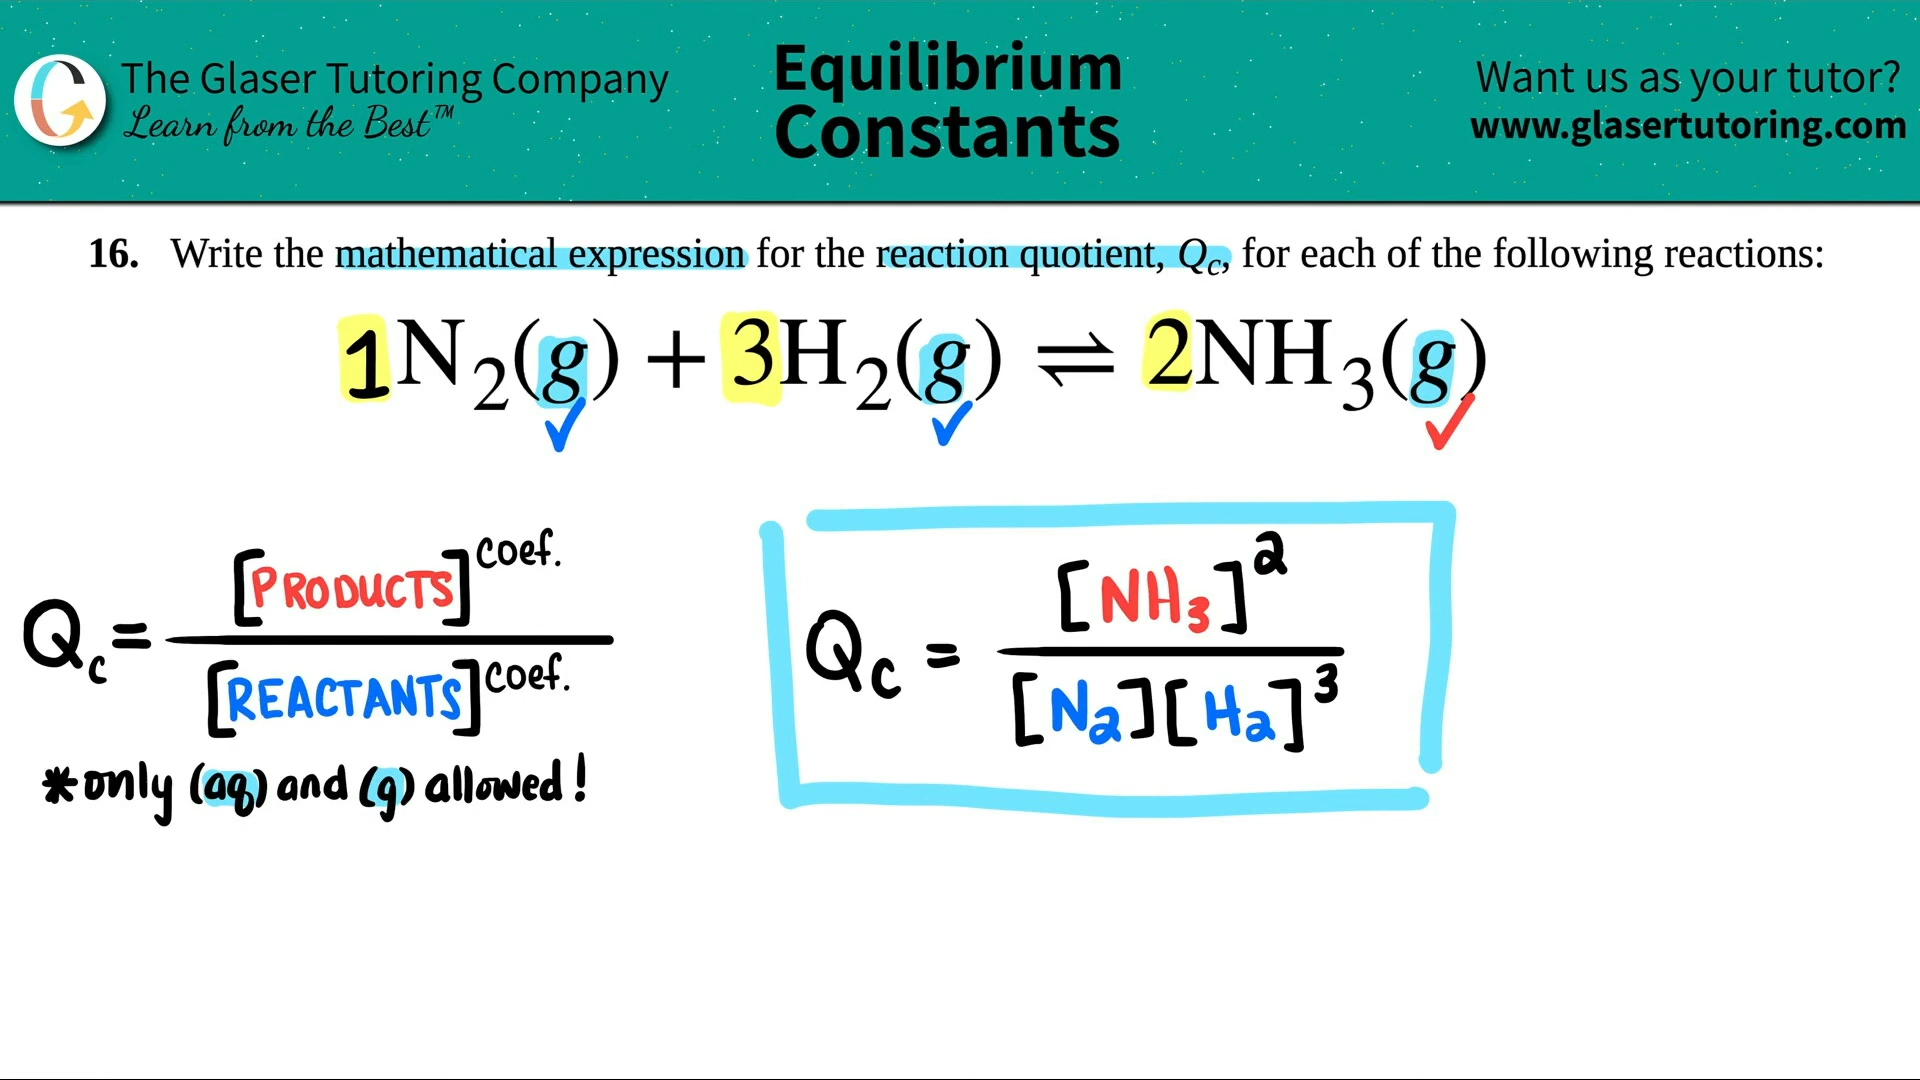 The Glaser Tutoring Company
Learn from the Best™
Equilibrium
Constants
Want us as your tutor?
www.glasertutoring.com
16. Write the mathematical expression for the reaction quotient, Qc, for each of the following reactions:
1N₂(g) + 3H₂(g) ⇌ 2NH₃(g)
[PRODUCTS]coef.
Qc=
[REACTANTS]coef.
*only (aq) and (g) allowed!
[NH₃]²
Qc =
[N₂][H₂]³